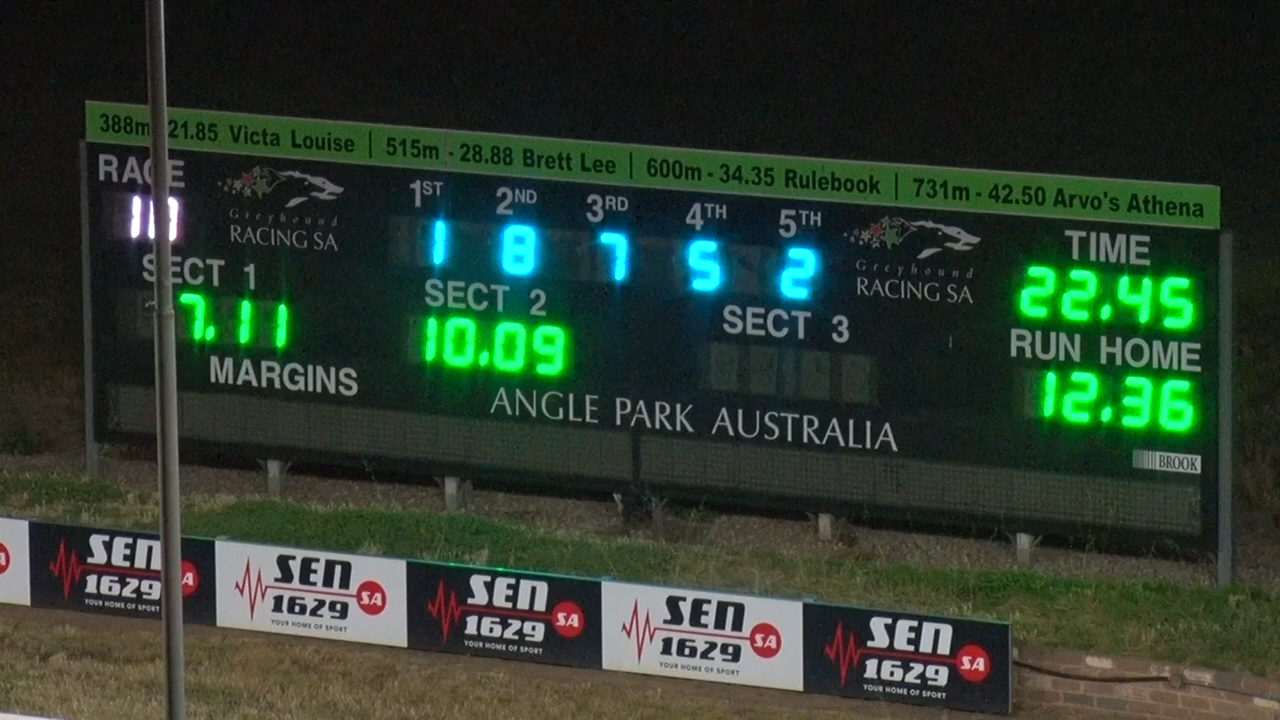 388m 21.85 Victa Louise | 515m - 28.88 Brett Lee | 600m - 34.35 Rulebook | 731m - 42.50 Arvo's Athena
RACE
Greyhound
RACING SA
1ST 2ND 3RD 4TH 5TH
1 8 7 5 2
Greyhound
RACING SA
TIME
22.45
SECT 1
7.11
SECT 2
10.09
SECT 3
RUN HOME
12.36
MARGINS
ANGLE PARK AUSTRALIA
BROOK
A
SEN
1629 SA
YOUR HOME OF SPORT
SEN
1629 SA
YOUR HOME OF SPORT
SEN
1629 SA
YOUR HOME OF SPORT
SEN
1629 SA
YOUR HOME OF SPORT
SEN
1629 SA
YOUR HOME OF SPORT